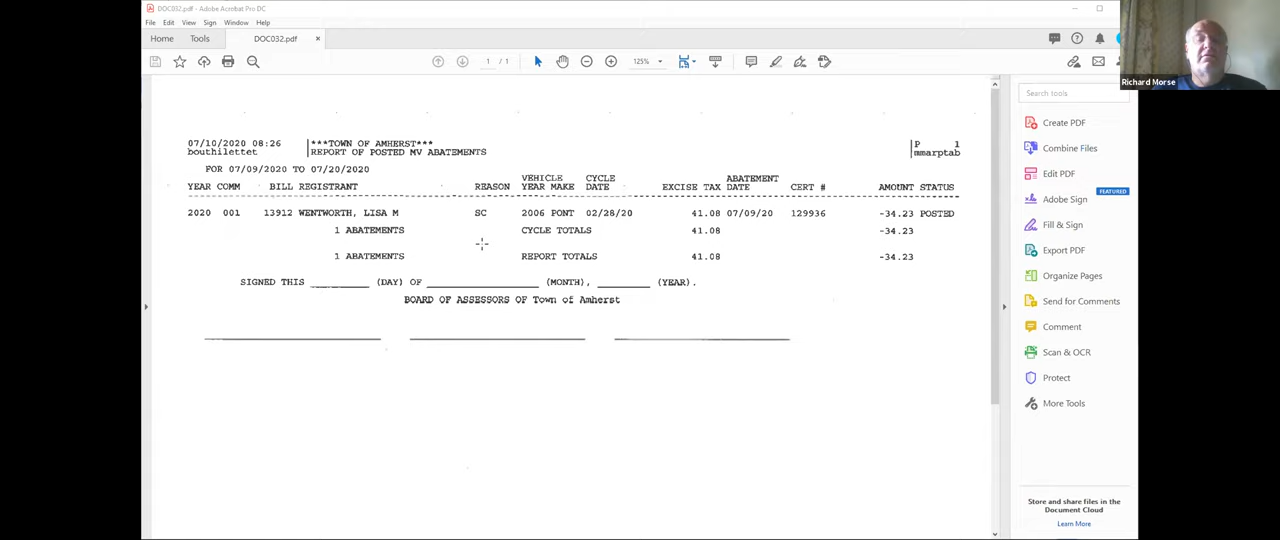 DOC032.pdf - Adobe Acrobat Pro DC
File Edit View Sign Window Help
Home Tools DOC032.pdf ×
1 / 1 125%
Richard Morse
07/10/2020 08:26 ***TOWN OF AMHERST*** P 1
bouthilettet REPORT OF POSTED MV ABATEMENTS mmarptab
FOR 07/09/2020 TO 07/20/2020
VEHICLE CYCLE ABATEMENT
YEAR COMM BILL REGISTRANT REASON YEAR MAKE DATE EXCISE TAX DATE CERT # AMOUNT STATUS
2020 001 13912 WENTWORTH, LISA M SC 2006 PONT 02/28/20 41.08 07/09/20 129936 -34.23 POSTED
1 ABATEMENTS CYCLE TOTALS 41.08 -34.23
1 ABATEMENTS REPORT TOTALS 41.08 -34.23
SIGNED THIS ________ (DAY) OF ________________ (MONTH), ________ (YEAR).
BOARD OF ASSESSORS OF Town of Amherst
Search tools
Create PDF
Combine Files
Edit PDF
FEATURED
Adobe Sign
Fill & Sign
Export PDF
Organize Pages
Send for Comments
Comment
Scan & OCR
Protect
More Tools
Store and share files in the
Document Cloud
Learn More